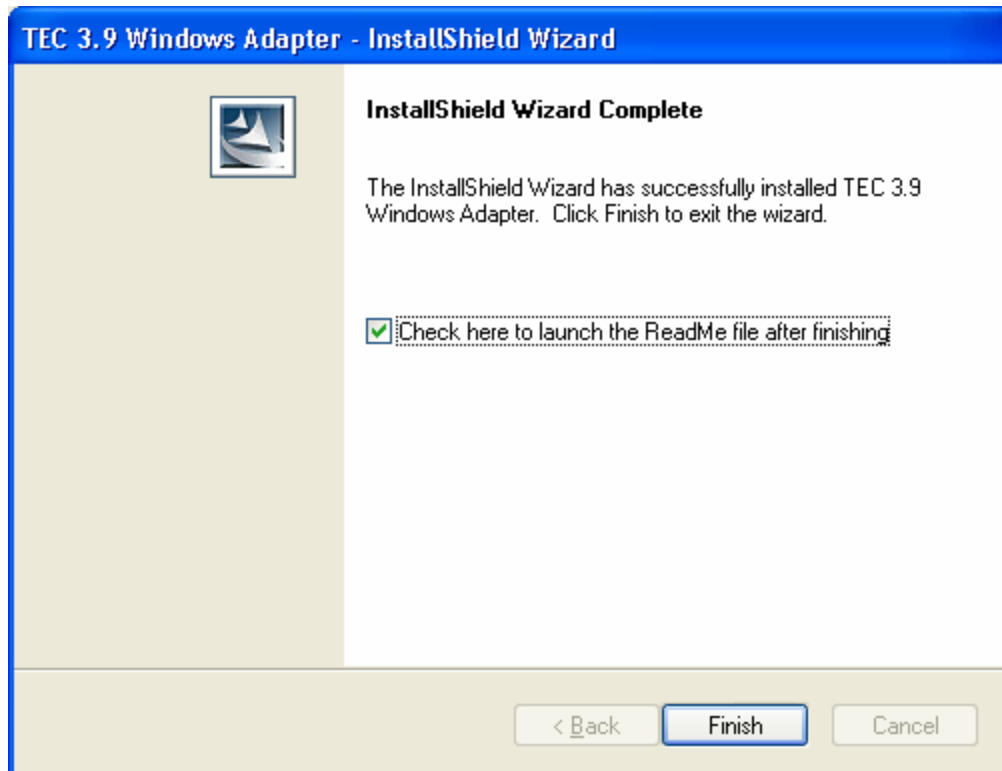 TEC 3.9 Windows Adapter - InstallShield Wizard
InstallShield Wizard Complete
The InstallShield Wizard has successfully installed TEC 3.9
Windows Adapter. Click Finish to exit the wizard.
Check here to launch the ReadMe file after finishing
< Back Finish Cancel